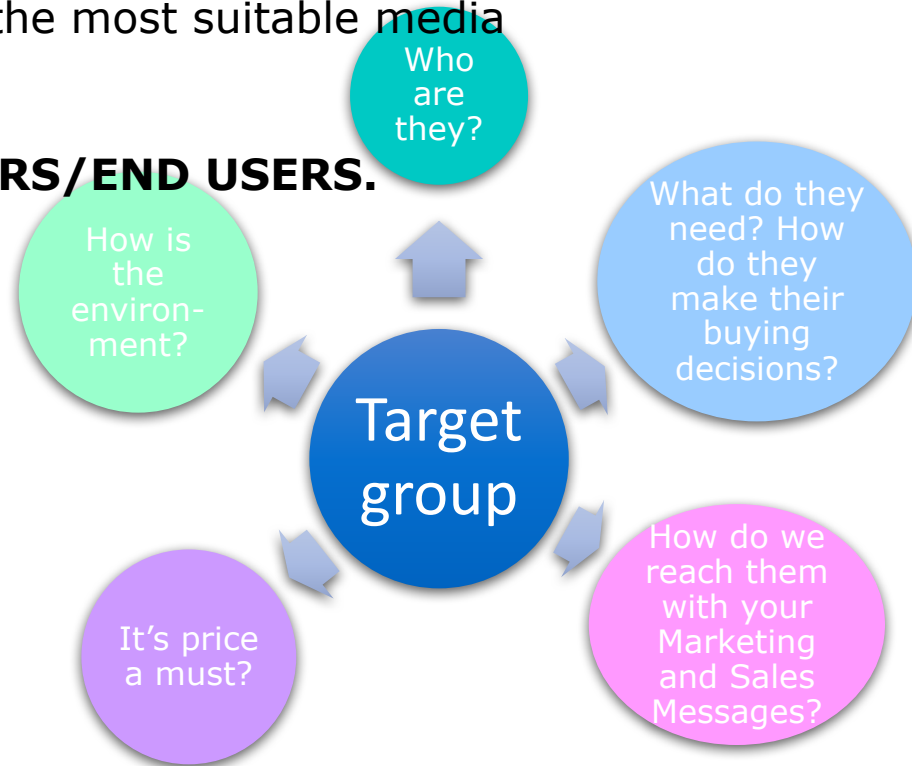 the most suitable media
Who
are
they?
RS/END USERS.
What do they
need? How
do they
make their
buying
decisions?
How is
the
environ-
ment?
Target
group
How do we
reach them
with your
Marketing
and Sales
Messages?
It’s price
a must?